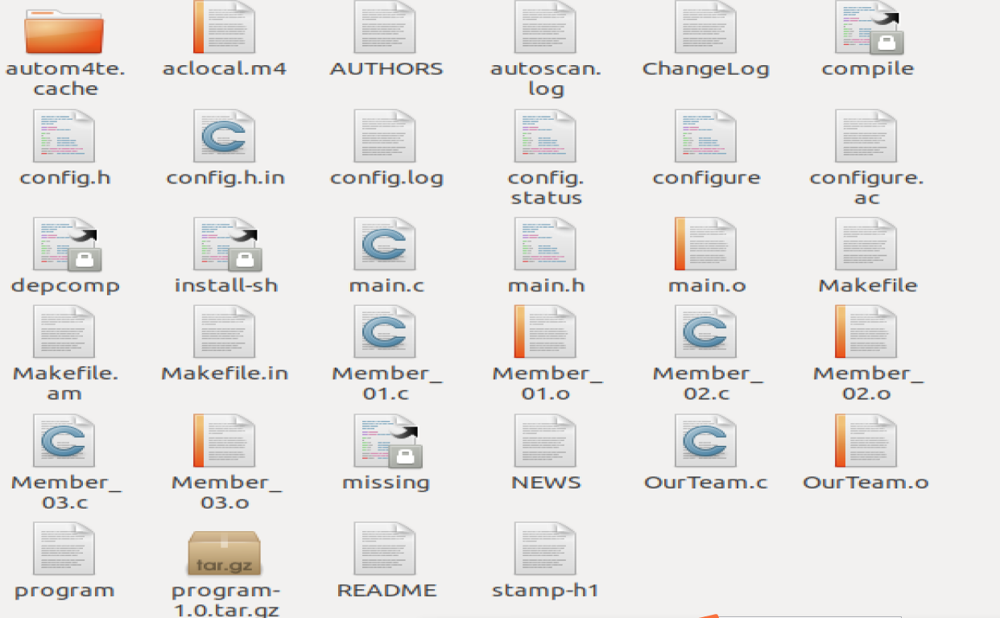 autom4te. aclocal.m4 AUTHORS autoscan. ChangeLog compile
cache log
config.h config.h.in config.log config. configure configure.
status ac
depcomp install-sh main.c main.h main.o Makefile
Makefile. Makefile.in Member_ Member_ Member_ Member_
am 01.c 01.o 02.c 02.o
Member_ Member_ missing NEWS OurTeam.c OurTeam.o
03.c 03.o
tar.gz
program program- README stamp-h1
1.0.tar.gz